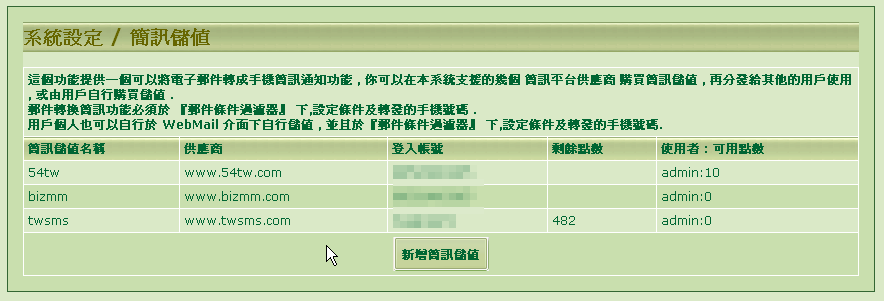 系統設定 / 簡訊儲值
這個功能提供一個可以將電子郵件轉成手機簡訊通知功能 , 你可以在本系統支援的幾個 簡訊平台供應商 購買簡訊儲值 , 再分發給其他的用戶使用
, 或由用戶自行購買儲值 .
郵件轉換簡訊功能必須於 『郵件條件過濾器』 下,設定條件及轉發的手機號碼 .
用戶個人也可以自行於 WebMail 介面下自行儲值 , 並且於『郵件條件過濾器』 下,設定條件及轉發的手機號碼.
簡訊儲值名稱 供應商 登入帳號 剩餘點數 使用者 : 可用點數
54tw www.54tw.com admin:10
bizmm www.bizmm.com admin:0
twsms www.twsms.com 482 admin:0
新增簡訊儲值